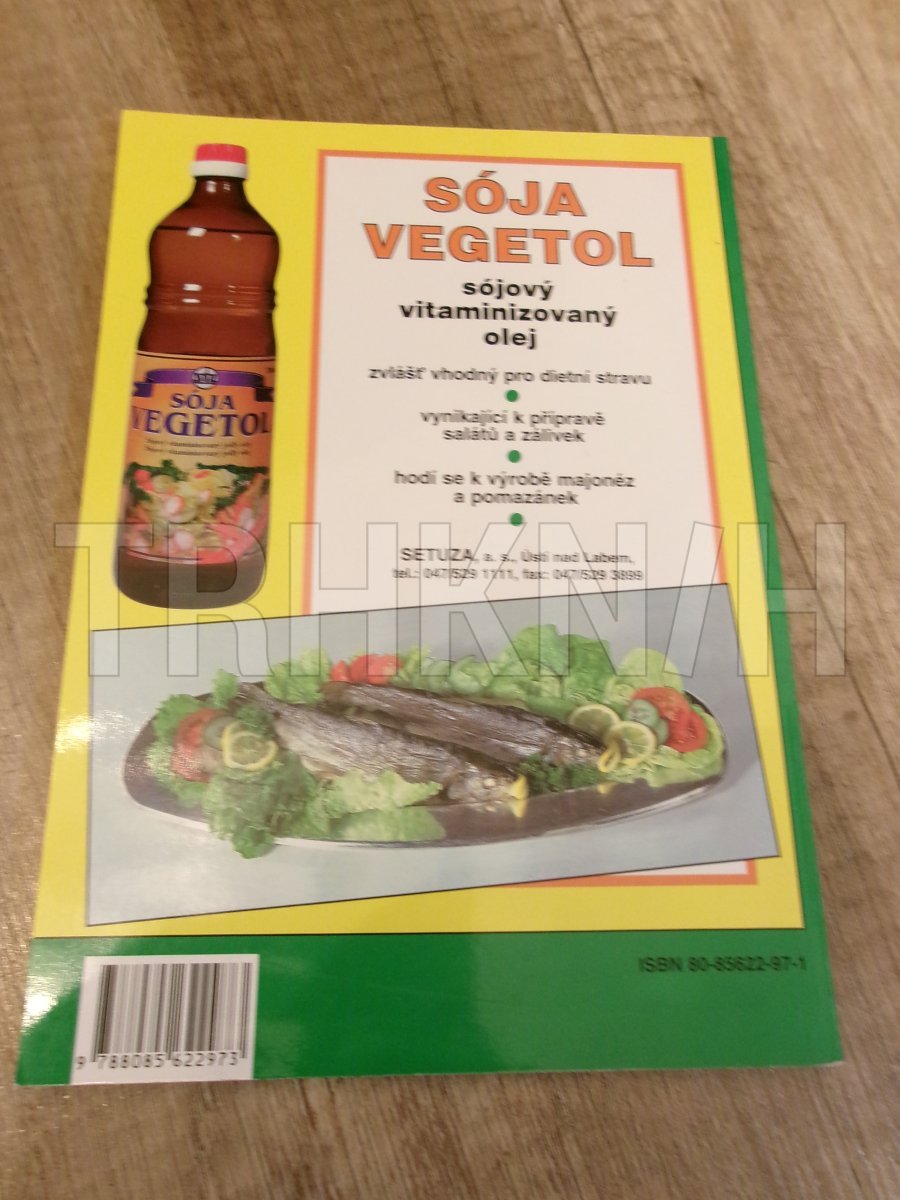 SÓJA
VEGETOL
sójový
vitaminizovaný
olej
zvlášť vhodný pro dietní stravu
vynikající k přípravě
salátů a zálivek
hodí se k výrobě majonéz
a pomazánek
SETUZA, a. s., Ústí nad Labem,
tel.: 047/529 1111, fax: 047/529 3899
SÓJA
VEGETOL
TRHKN/H
ISBN 80-85622-97-1
9 788085 622973